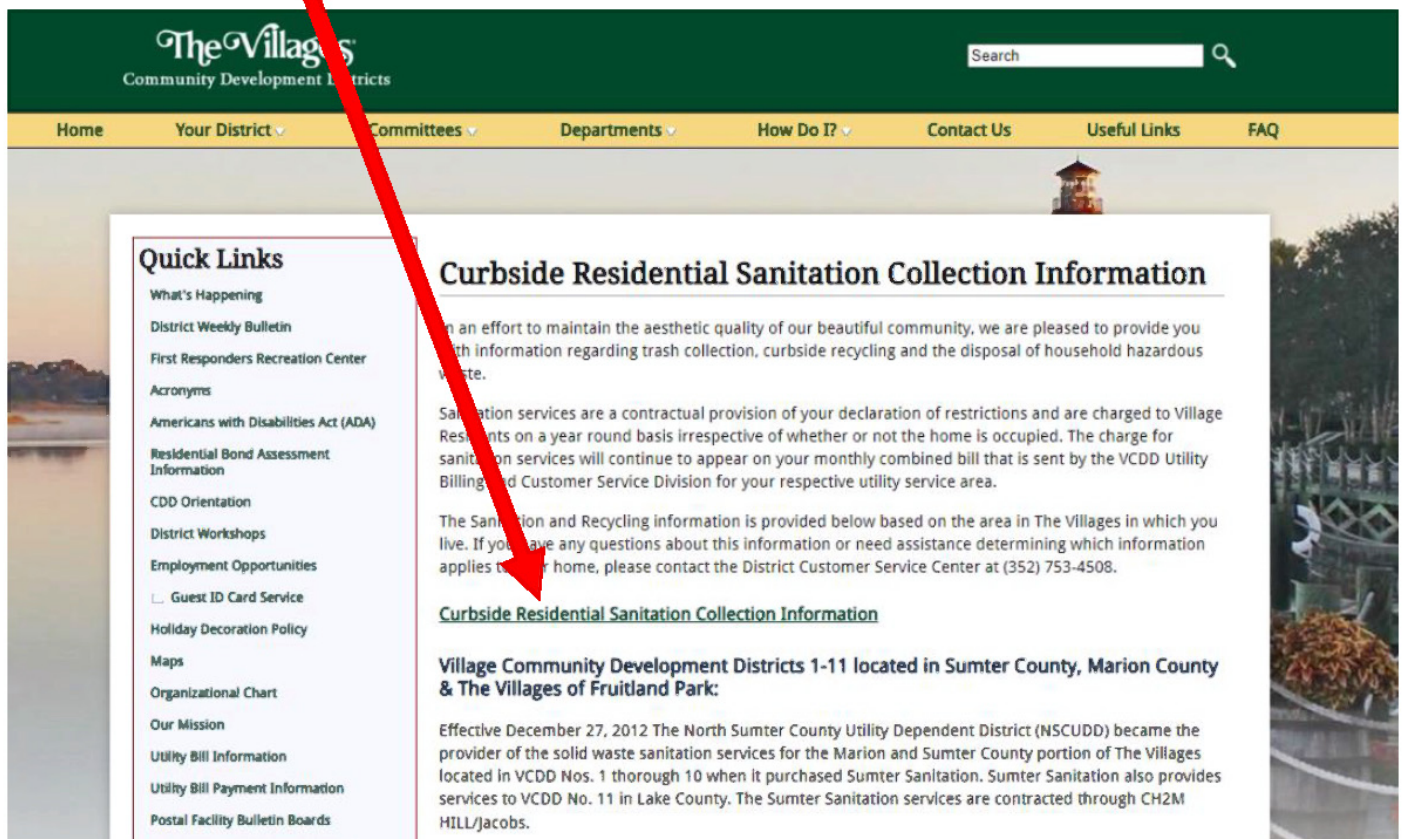 The Villages
Community Development Districts
Search
Home Your District Committees Departments How Do I? Contact Us Useful Links FAQ
Quick Links
What's Happening
District Weekly Bulletin
First Responders Recreation Center
Acronyms
Americans with Disabilities Act (ADA)
Residential Bond Assessment
Information
CDD Orientation
District Workshops
Employment Opportunities
Guest ID Card Service
Holiday Decoration Policy
Maps
Organizational Chart
Our Mission
Utility Bill Information
Utility Bill Payment Information
Postal Facility Bulletin Boards
Curbside Residential Sanitation Collection Information
In an effort to maintain the aesthetic quality of our beautiful community, we are pleased to provide you
with information regarding trash collection, curbside recycling and the disposal of household hazardous
waste.
Sanitation services are a contractual provision of your declaration of restrictions and are charged to Village
Residents on a year round basis irrespective of whether or not the home is occupied. The charge for
sanitation services will continue to appear on your monthly combined bill that is sent by the VCDD Utility
Billing and Customer Service Division for your respective utility service area.
The Sanitation and Recycling information is provided below based on the area in The Villages in which you
live. If you have any questions about this information or need assistance determining which information
applies to your home, please contact the District Customer Service Center at (352) 753-4508.
Curbside Residential Sanitation Collection Information
Village Community Development Districts 1-11 located in Sumter County, Marion County
& The Villages of Fruitland Park:
Effective December 27, 2012 The North Sumter County Utility Dependent District (NSCUDD) became the
provider of the solid waste sanitation services for the Marion and Sumter County portion of The Villages
located in VCDD Nos. 1 thorough 10 when it purchased Sumter Sanitation. Sumter Sanitation also provides
services to VCDD No. 11 in Lake County. The Sumter Sanitation services are contracted through CH2M
HILL/Jacobs.